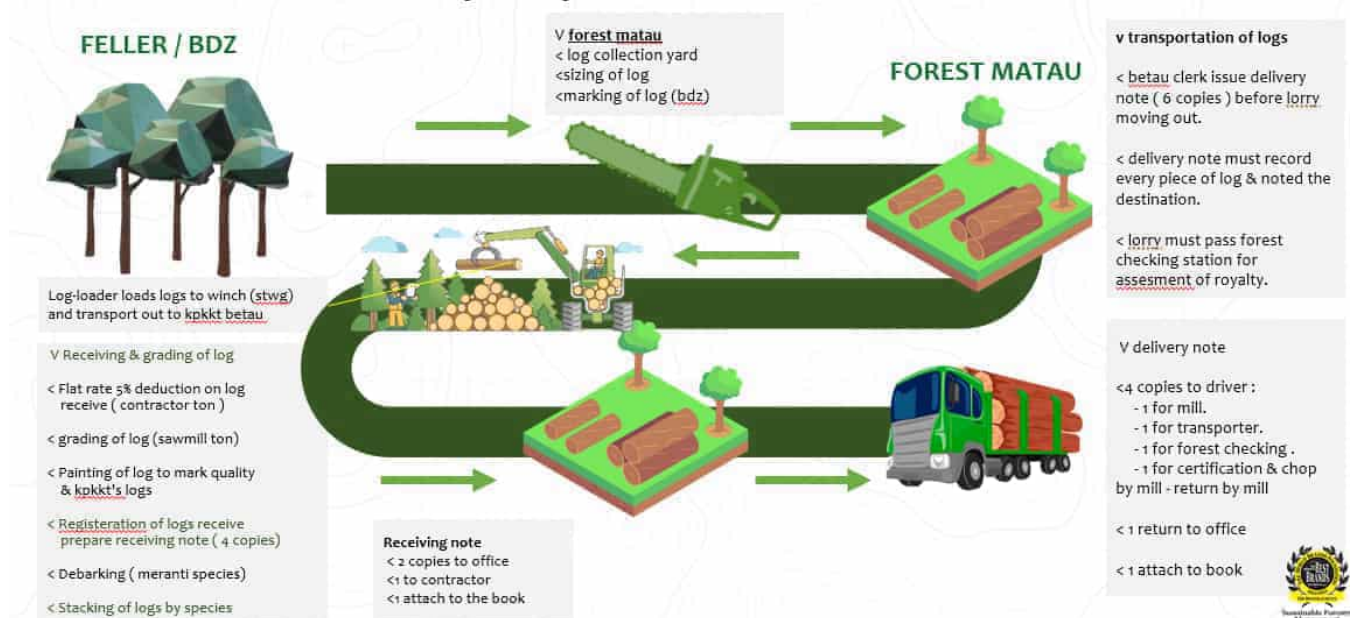 FELLER / BDZ
V forest matau
< log collection yard
<sizing of log
<marking of log (bdz)
FOREST MATAU
v transportation of logs
< betau clerk issue delivery
note ( 6 copies ) before lorry
moving out.
< delivery note must record
every piece of log & noted the
destination.
< lorry must pass forest
checking station for
assesment of royalty.
Log-loader loads logs to winch (stwg)
and transport out to kpkkt betau
V Receiving & grading of log
< Flat rate 5% deduction on log
receive ( contractor ton )
< grading of log (sawmill ton)
< Painting of log to mark quality
& kpkkt's logs
< Registeration of logs receive
prepare receiving note ( 4 copies)
< Debarking ( meranti species)
< Stacking of logs by species
Receiving note
< 2 copies to office
<1 to contractor
<1 attach to the book
V delivery note
<4 copies to driver :
- 1 for mill.
- 1 for transporter.
- 1 for forest checking .
- 1 for certification & chop
by mill - return by mill
< 1 return to office
< 1 attach to book
BEST
BRANDS